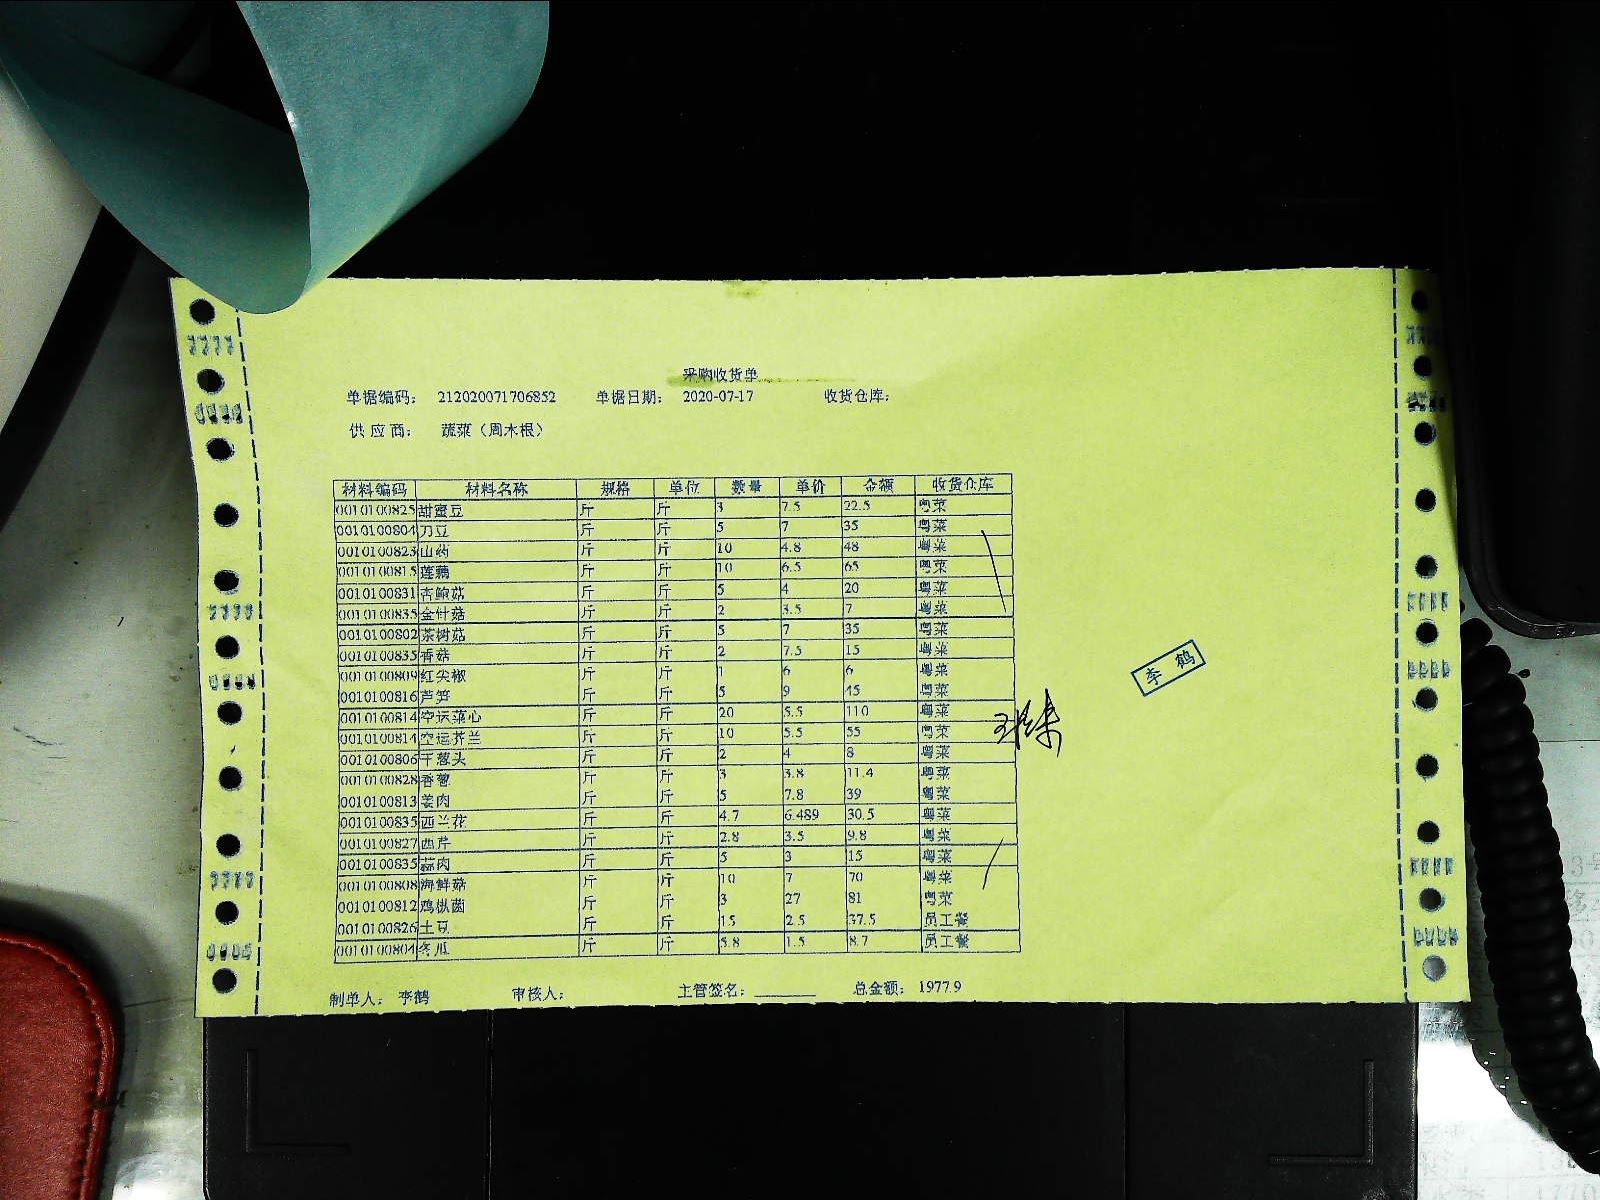 采购收货单
单据编码： 212020071706852 单据日期： 2020-07-17 收货仓库：
供 应 商： 蔬菜（周木根）
材料编码 材料名称 规格 单位 数量 单价 金额 收货仓库
0010100825 甜蜜豆 斤 斤 3 7.5 22.5 粤菜
0010100804 刀豆 斤 斤 5 7 35 粤菜
0010100823 山药 斤 斤 10 4.8 48 粤菜
0010100815 莲藕 斤 斤 10 6.5 65 粤菜
0010100831 杏鲍菇 斤 斤 5 4 20 粤菜
0010100835 金针菇 斤 斤 2 3.5 7 粤菜
0010100802 茶树菇 斤 斤 5 7 35 粤菜
0010100835 香菇 斤 斤 2 7.5 15 粤菜
0010100809 红尖椒 斤 斤 1 6 6 粤菜
0010100816 芦笋 斤 斤 5 9 45 粤菜
0010100814 空运菜心 斤 斤 20 5.5 110 粤菜
0010100814 空运芥兰 斤 斤 10 5.5 55 粤菜
0010100806 干葱头 斤 斤 2 4 8 粤菜
0010100828 香葱 斤 斤 3 3.8 11.4 粤菜
0010100813 姜肉 斤 斤 5 7.8 39 粤菜
0010100835 西兰花 斤 斤 4.7 6.489 30.5 粤菜
0010100827 西芹 斤 斤 2.8 3.5 9.8 粤菜
0010100835 蒜肉 斤 斤 5 3 15 粤菜
0010100808 海鲜菇 斤 斤 10 7 70 粤菜
0010100812 鸡枞菌 斤 斤 3 27 81 粤菜
0010100826 土豆 斤 斤 15 2.5 37.5 员工餐
0010100804 冬瓜 斤 斤 5.8 1.5 8.7 员工餐
李鹤
制单人： 李鹤 审核人： 主管签名： 总金额： 1977.9